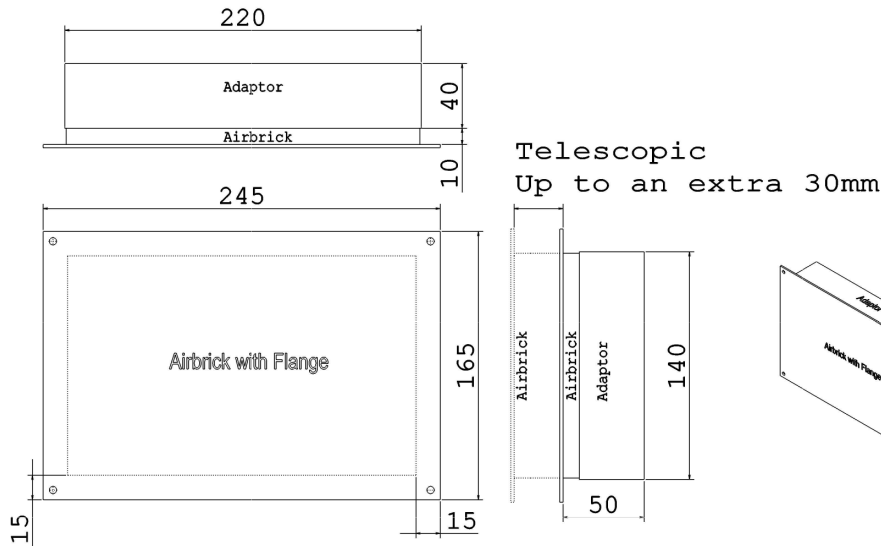 220
Adaptor
40
Airbrick
10
Telescopic
Up to an extra 30mm
245
Airbrick with Flange
165
Airbrick
Airbrick
Adaptor
140
Adaptor
Airbrick with Flange
15
15
50